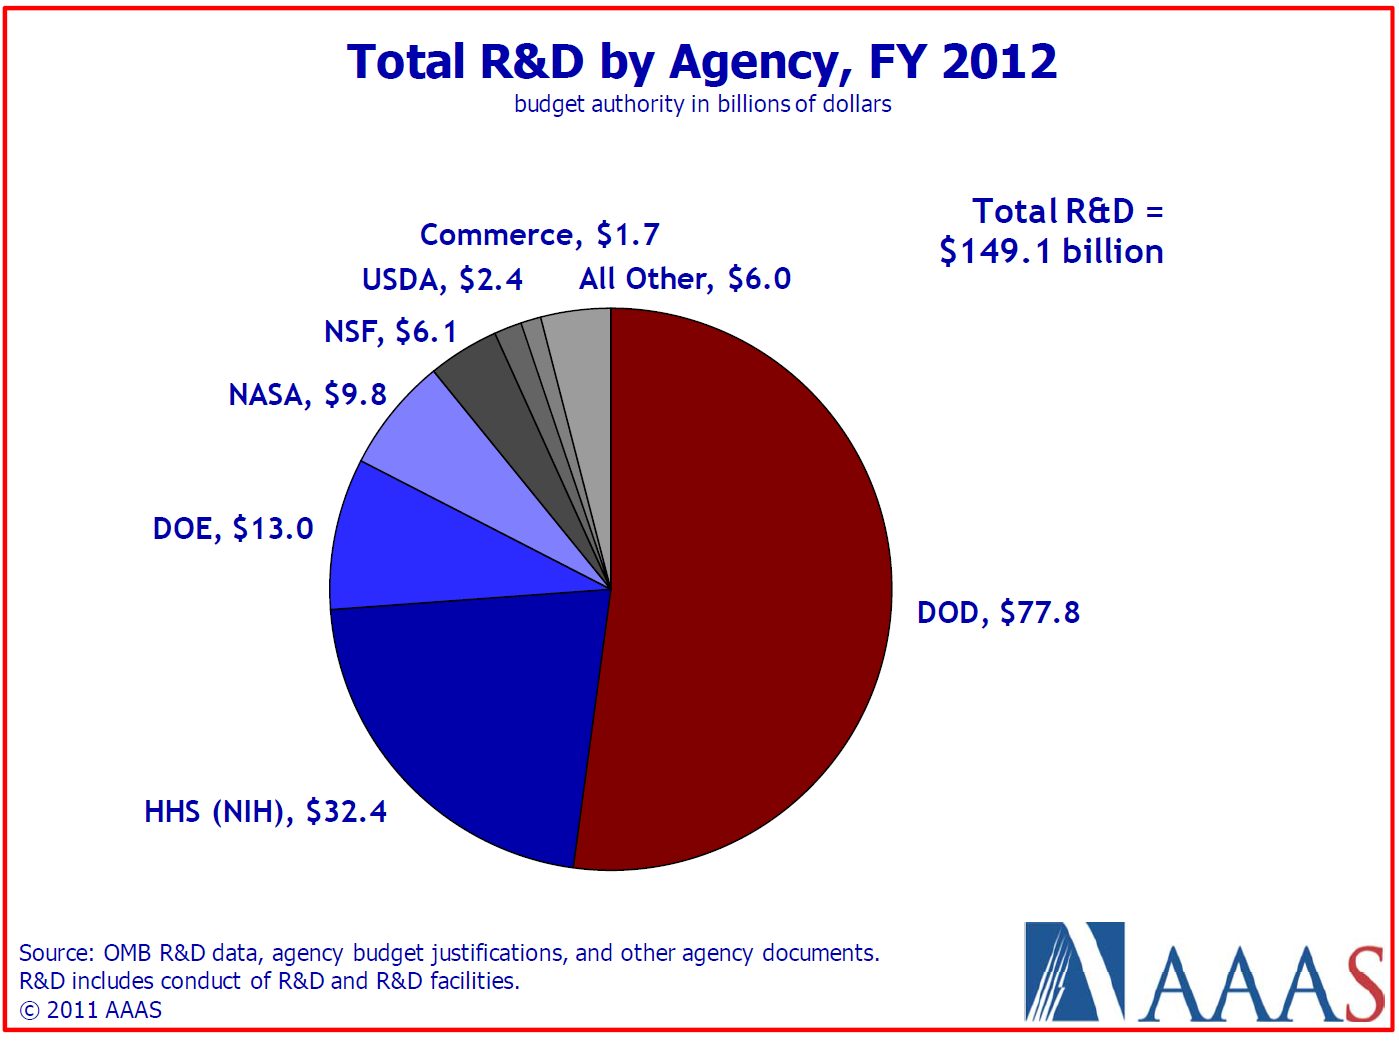 Total R&D by Agency, FY 2012
budget authority in billions of dollars
Total R&D =
$149.1 billion
Commerce, $1.7
USDA, $2.4
All Other, $6.0
NSF, $6.1
NASA, $9.8
DOE, $13.0
DOD, $77.8
HHS (NIH), $32.4
Source: OMB R&D data, agency budget justifications, and other agency documents.
R&D includes conduct of R&D and R&D facilities.
© 2011 AAAS
AAAS